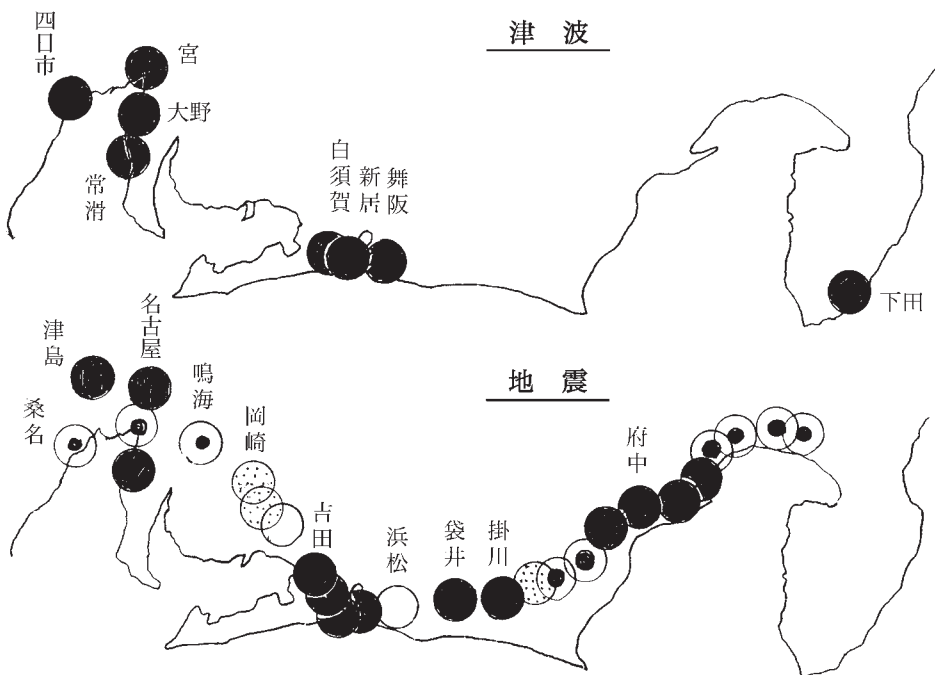 津波
四日市
宮
大野
常滑
白須賀
新居
舞阪
下田
地震
津島
名古屋
桑名
鳴海
岡崎
吉田
浜松
袋井
掛川
府中